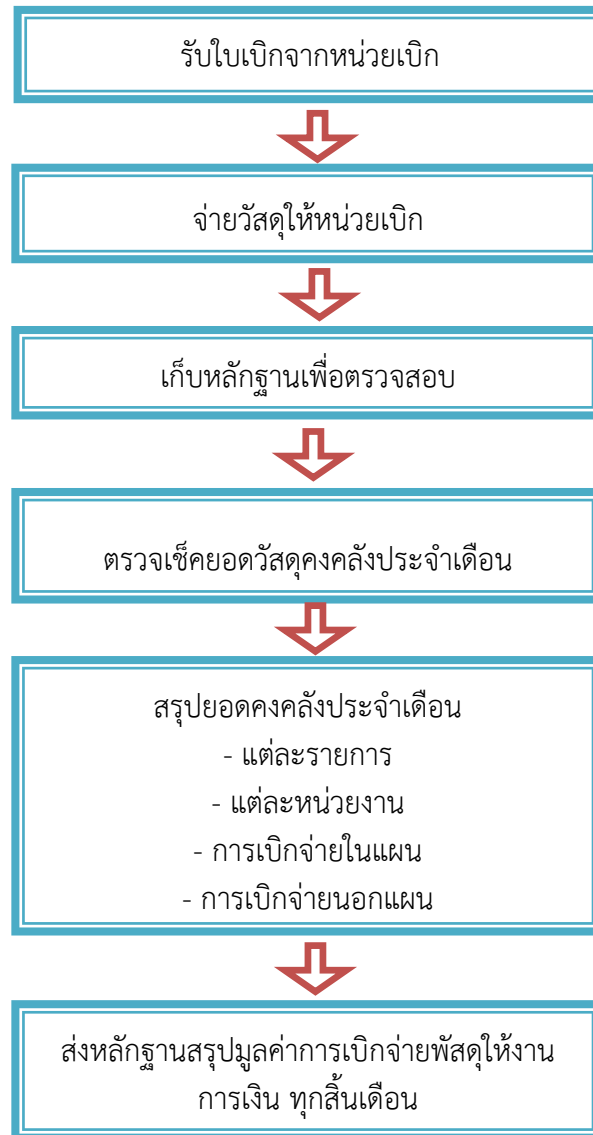 รับใบเบิกจากหน่วยเบิก
จ่ายวัสดุให้หน่วยเบิก
เก็บหลักฐานเพื่อตรวจสอบ
ตรวจเช็คยอดวัสดุคงคลังประจำเดือน
สรุปยอดคงคลังประจำเดือน
- แต่ละรายการ
- แต่ละหน่วยงาน
- การเบิกจ่ายในแผน
- การเบิกจ่ายนอกแผน
ส่งหลักฐานสรุปมูลค่าการเบิกจ่ายพัสดุให้งาน
การเงิน ทุกสิ้นเดือน